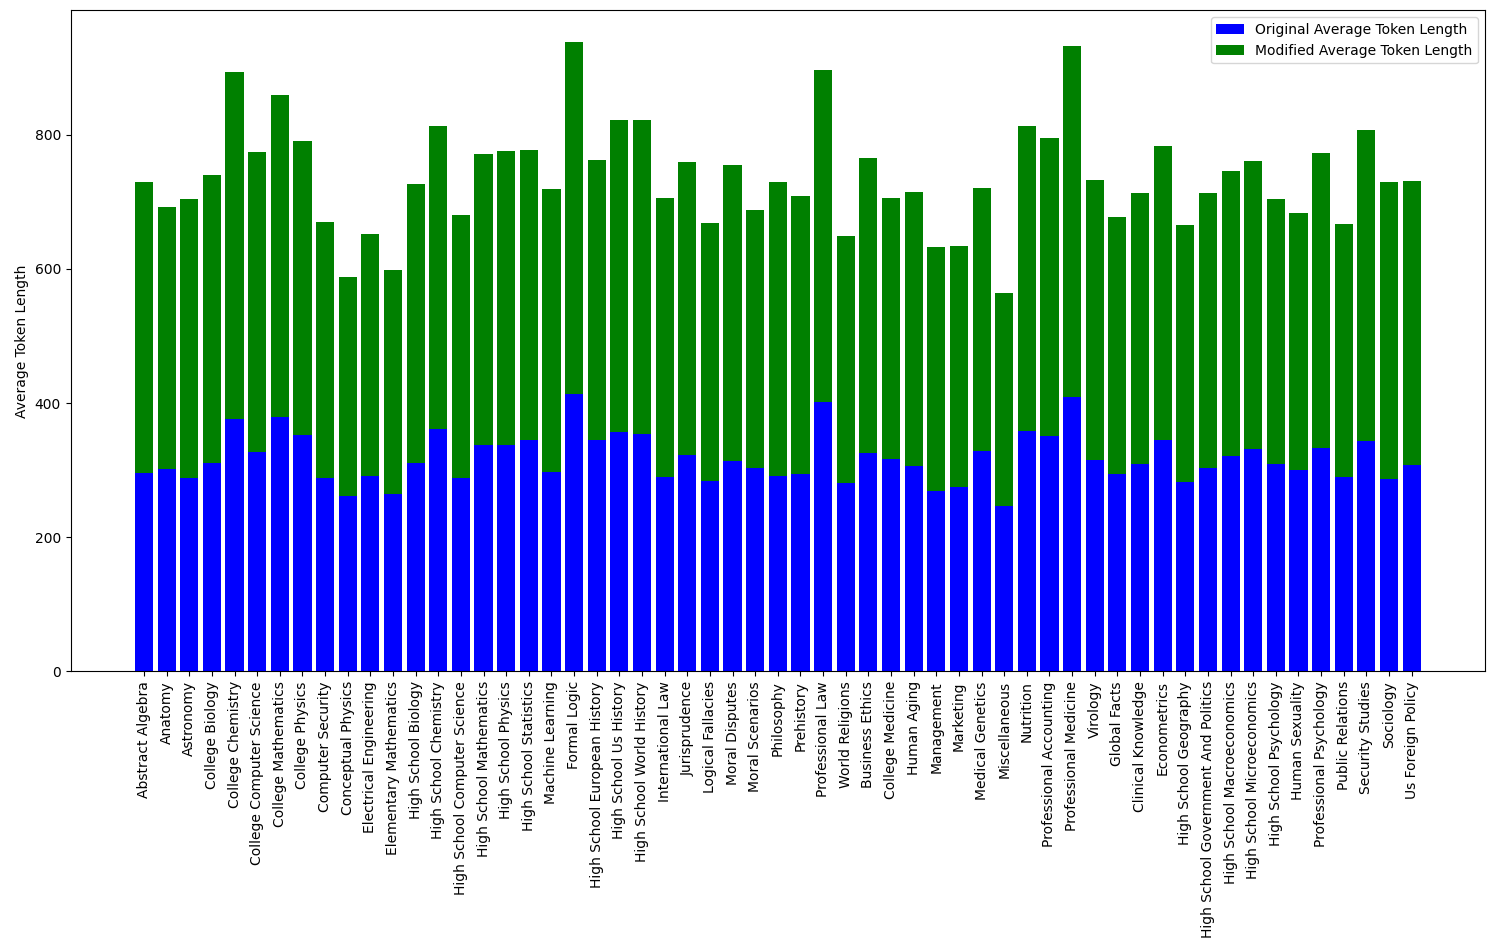 Original Average Token Length
Modified Average Token Length
Average Token Length
800
600
400
200
0
Abstract Algebra
Anatomy
Astronomy
College Biology
College Chemistry
College Computer Science
College Mathematics
College Physics
Computer Security
Conceptual Physics
Electrical Engineering
Elementary Mathematics
High School Biology
High School Chemistry
High School Computer Science
High School Mathematics
High School Physics
High School Statistics
Machine Learning
Formal Logic
High School European History
High School Us History
High School World History
International Law
Jurisprudence
Logical Fallacies
Moral Disputes
Moral Scenarios
Philosophy
Prehistory
Professional Law
World Religions
Business Ethics
College Medicine
Human Aging
Management
Marketing
Medical Genetics
Miscellaneous
Nutrition
Professional Accounting
Professional Medicine
Virology
Global Facts
Clinical Knowledge
Econometrics
High School Geography
High School Government And Politics
High School Macroeconomics
High School Microeconomics
High School Psychology
Human Sexuality
Professional Psychology
Public Relations
Security Studies
Sociology
Us Foreign Policy